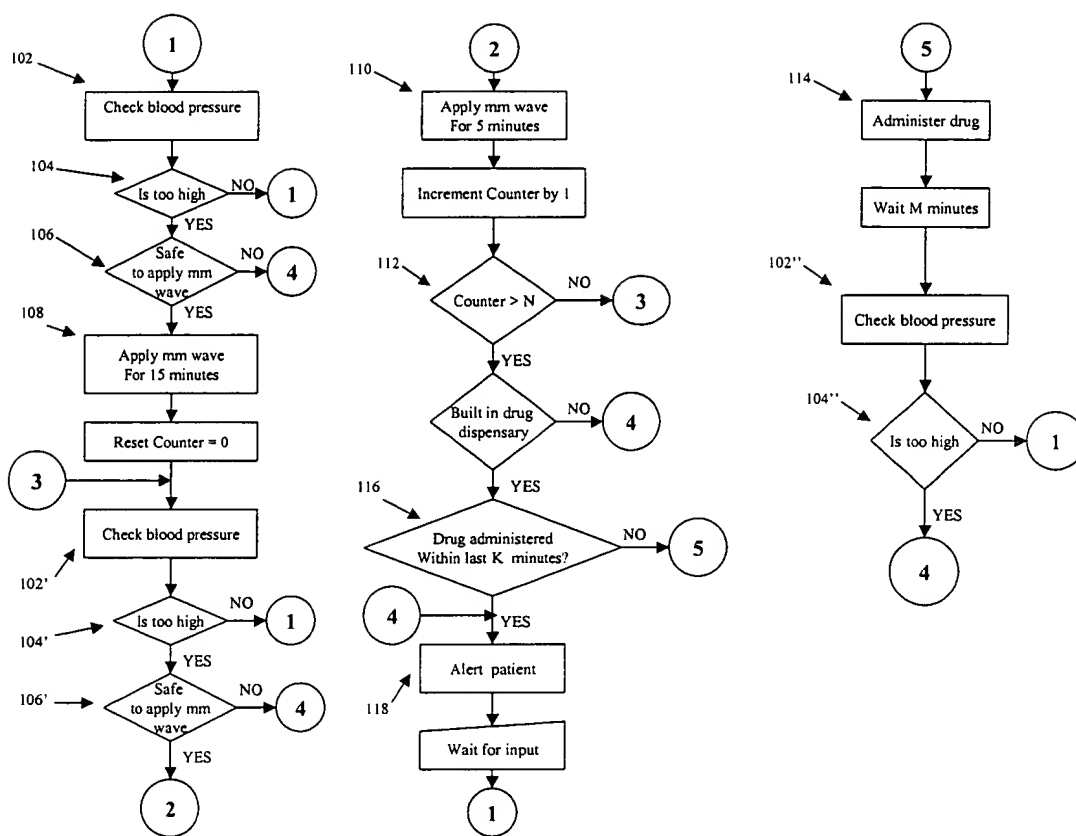 1
102
Check blood pressure
104
Is too high
NO
1
YES
106
Safe
to apply mm
wave
NO
4
YES
108
Apply mm wave
For 15 minutes
Reset Counter = 0
3
Check blood pressure
102'
Is too high
NO
1
104'
YES
106'
Safe
to apply mm
wave
NO
4
YES
2
2
110
Apply mm wave
For 5 minutes
Increment Counter by 1
112
Counter > N
NO
3
YES
Built in drug
dispensary
NO
4
YES
116
Drug administered
Within last K minutes?
NO
5
4
YES
Alert patient
118
Wait for input
1
5
114
Administer drug
Wait M minutes
102''
Check blood pressure
104''
Is too high
NO
1
YES
4